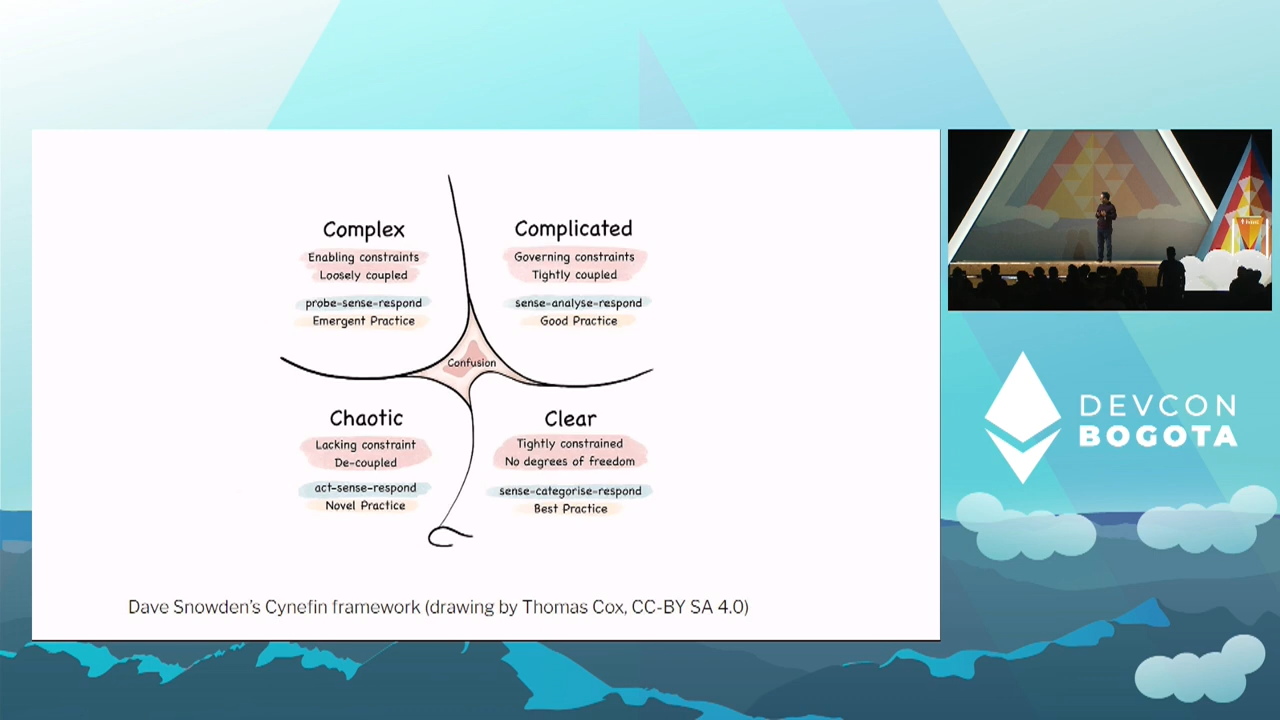 Complex
Enabling constraints
Loosely coupled
probe-sense-respond
Emergent Practice
Complicated
Governing constraints
Tightly coupled
sense-analyse-respond
Good Practice
Confusion
Chaotic
Lacking constraint
De-coupled
act-sense-respond
Novel Practice
Clear
Tightly constrained
No degrees of freedom
sense-categorise-respond
Best Practice
Dave Snowden's Cynefin framework (drawing by Thomas Cox, CC-BY SA 4.0)
DEVCON
BOGOTA